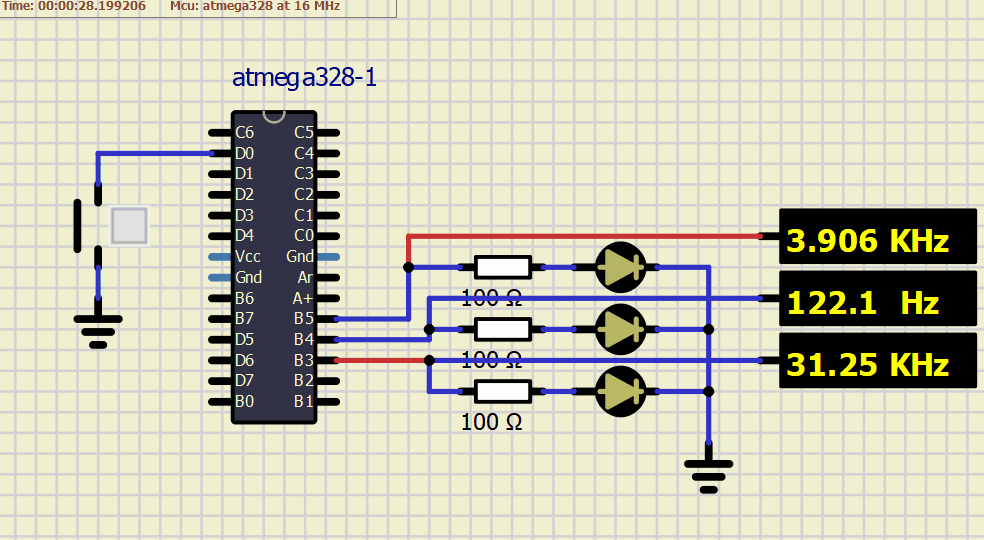 Time: 00:00:28.199206 Mcu: atmega328 at 16 MHz
atmega328-1
C6 C5
D0 C4
D1 C3
D2 C2
D3 C1
D4 C0
Vcc Gnd
Gnd Ar
B6 A+
B7 B5
D5 B4
D6 B3
D7 B2
B0 B1
3.906 KHz
100 Ω
122.1 Hz
100 Ω
31.25 KHz
100 Ω